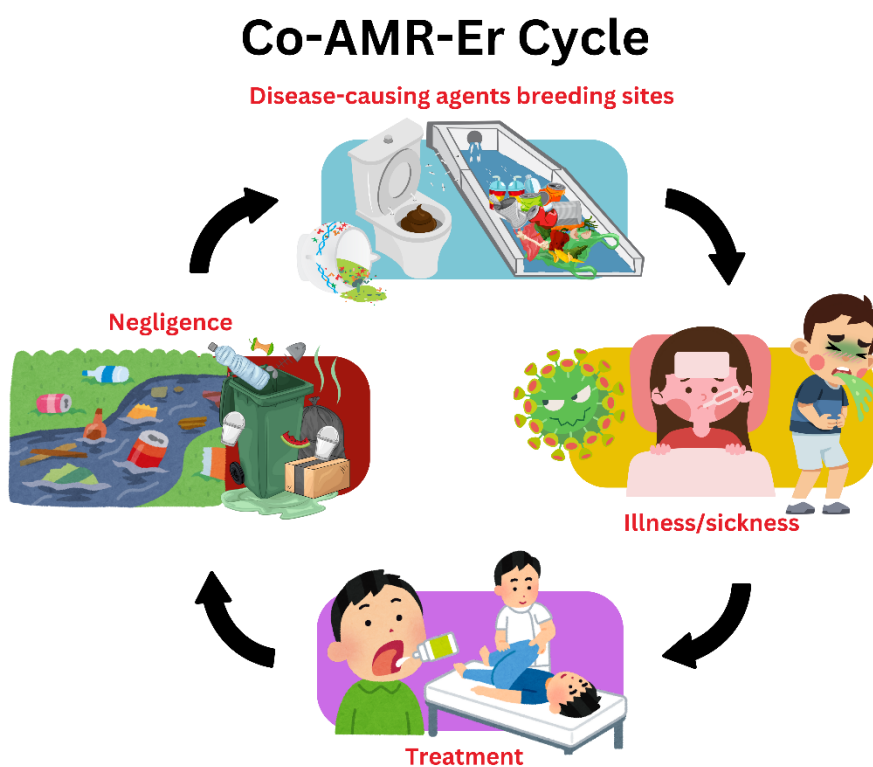 Co-AMR-Er Cycle
Disease-causing agents breeding sites
Negligence
Illness/sickness
Treatment